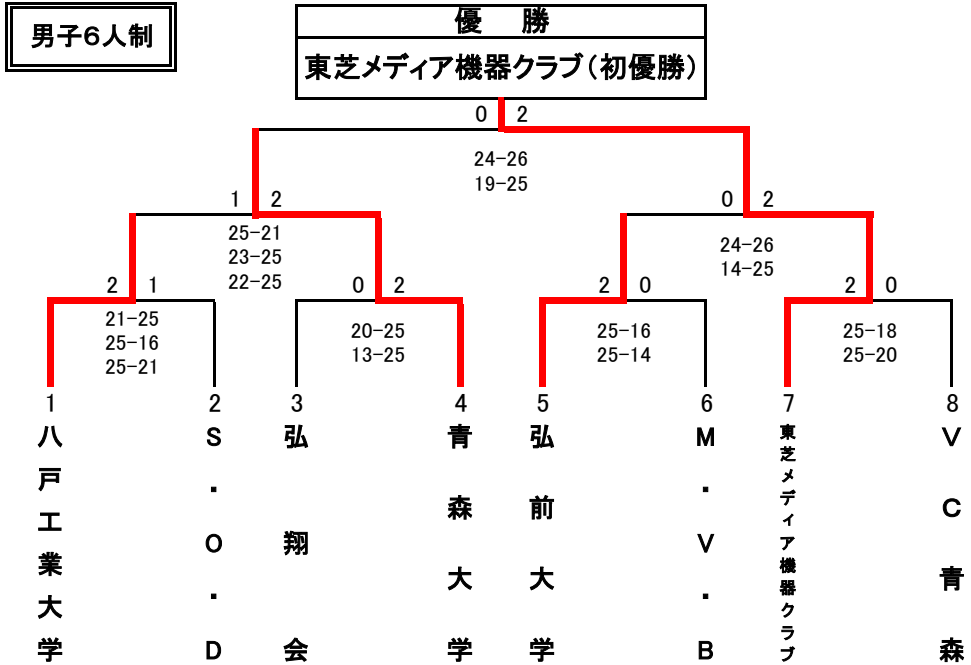 男子6人制
優　勝
東芝メディア機器クラブ(初優勝)
0 2
24-26
19-25
1 2
25-21
23-25
22-25
0 2
24-26
14-25
2 1
21-25
25-16
25-21
0 2
20-25
13-25
2 0
25-16
25-14
2 0
25-18
25-20
1 2 3 4 5 6 7 8
八戸工業大学
S・O・D
弘翔会
青森大学
弘前大学
M・V・B
東芝メディア機器クラブ
VC青森